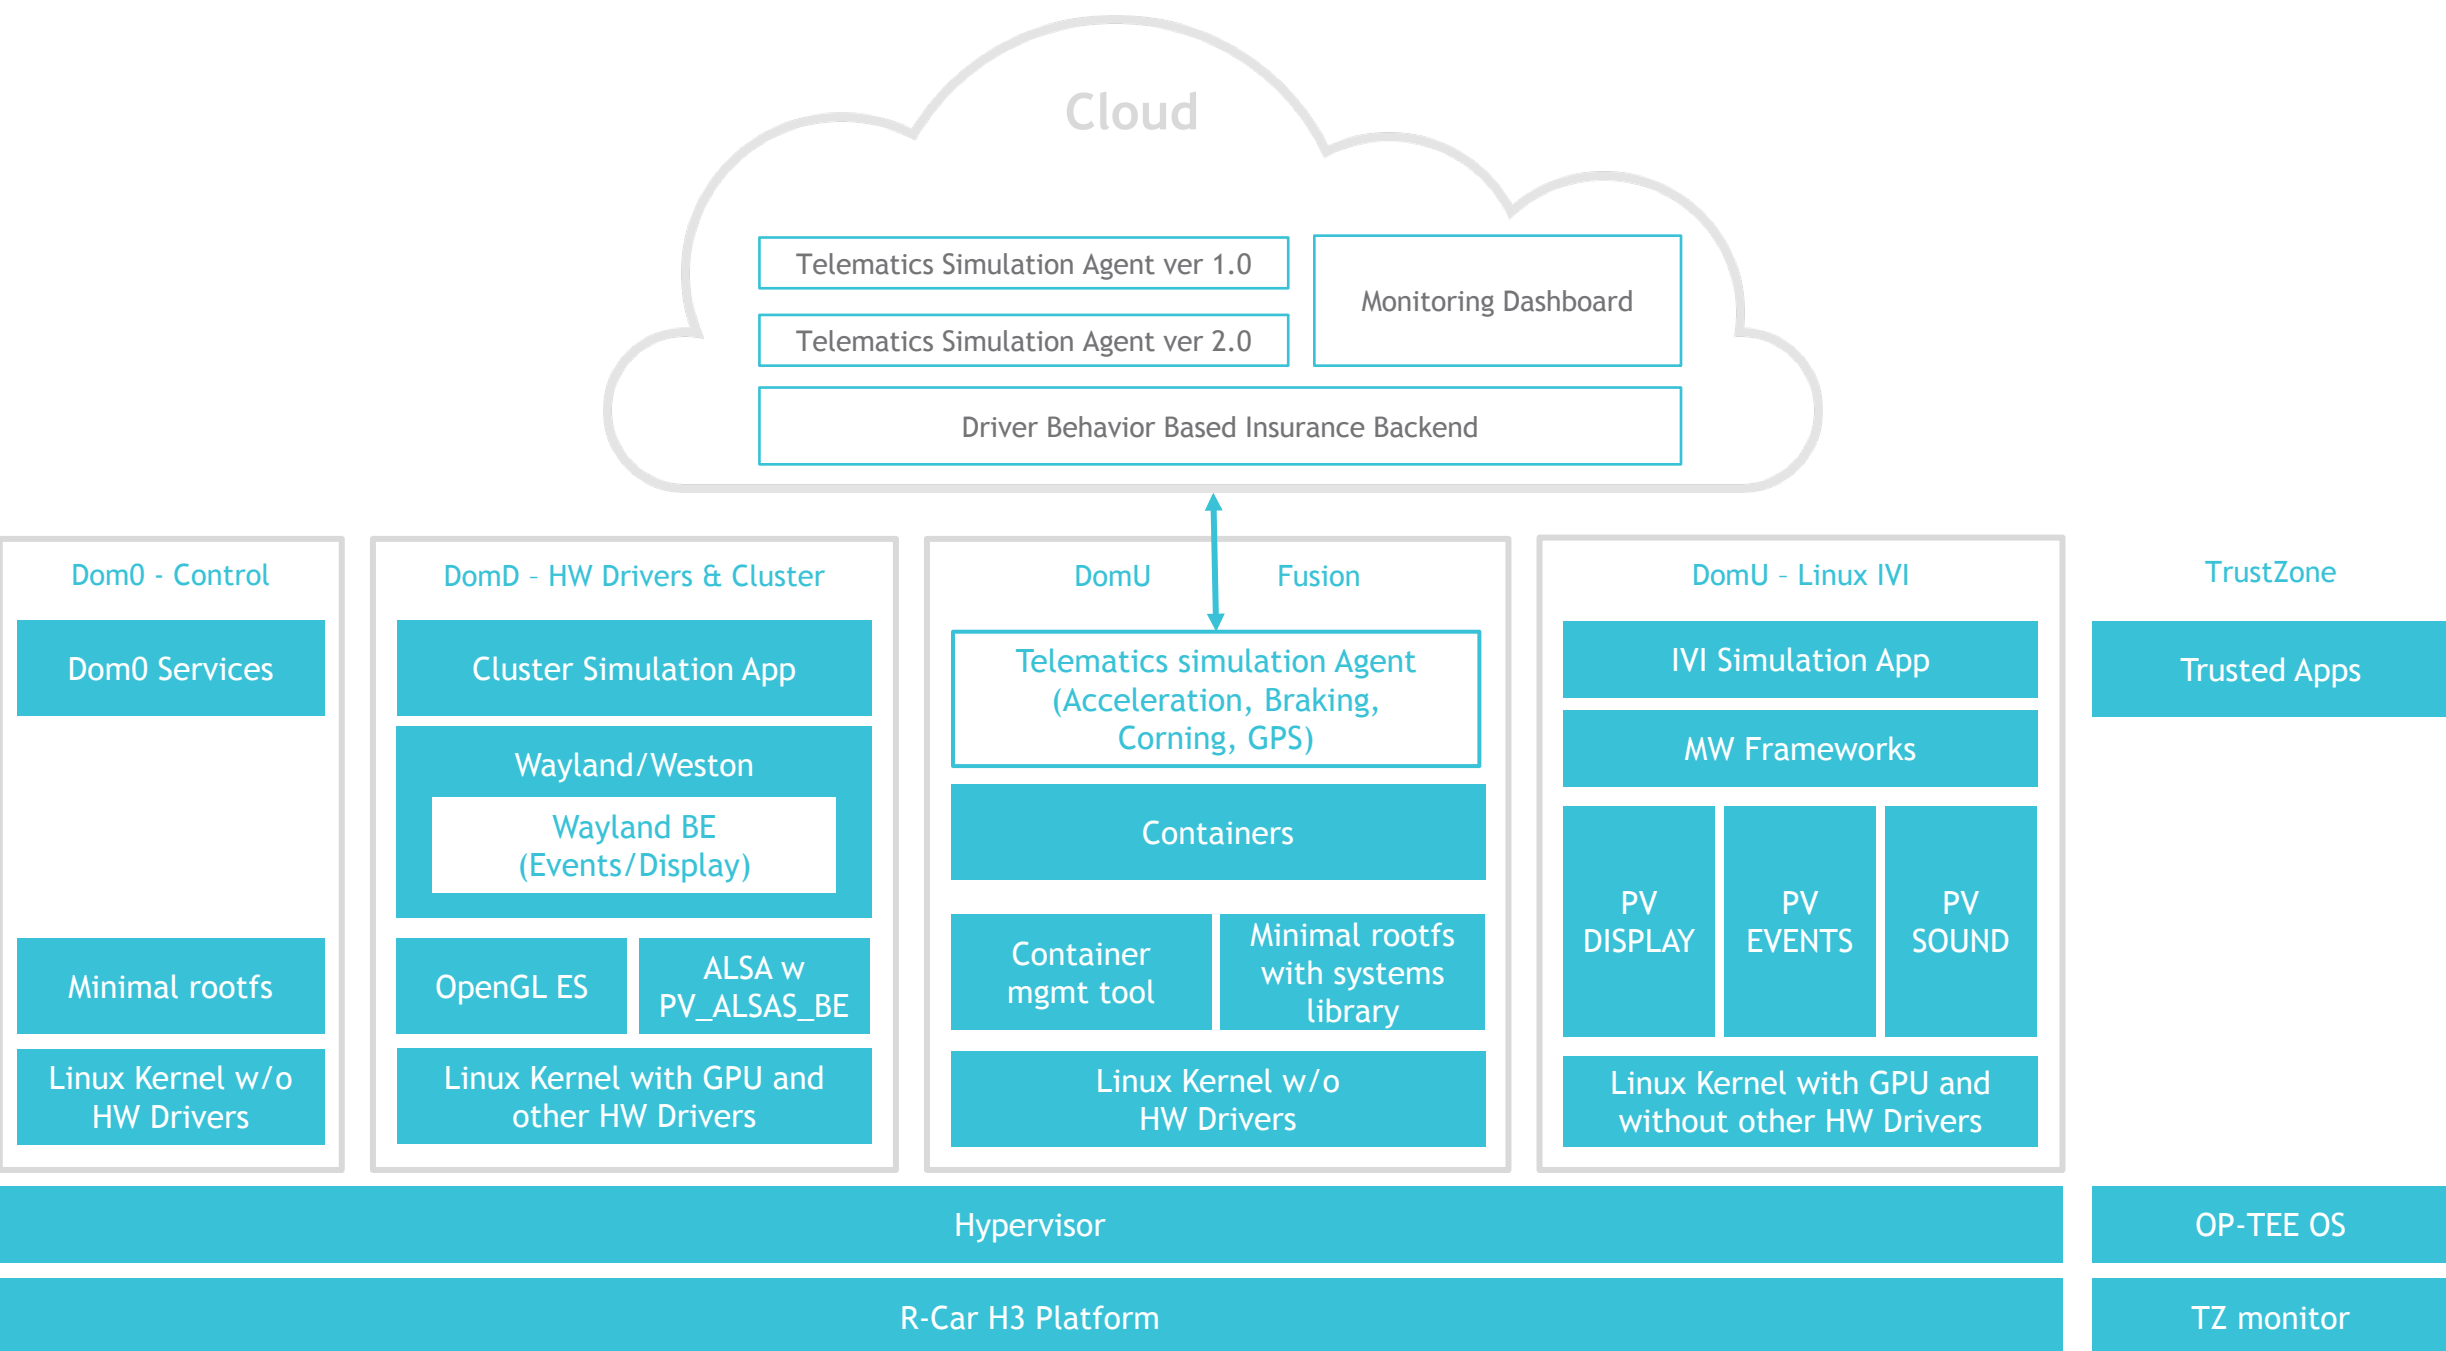 Cloud
Telematics Simulation Agent ver 1.0
Telematics Simulation Agent ver 2.0
Monitoring Dashboard
Driver Behavior Based Insurance Backend
Dom0 - Control
Dom0 Services
Minimal rootfs
Linux Kernel w/o
HW Drivers
DomD – HW Drivers & Cluster
Cluster Simulation App
Wayland/Weston
Wayland BE
(Events/Display)
OpenGL ES
ALSA w
PV_ALSAS_BE
Linux Kernel with GPU and
other HW Drivers
DomU Fusion
Telematics simulation Agent
(Acceleration, Braking,
Corning, GPS)
Containers
Container
mgmt tool
Minimal rootfs
with systems
library
Linux Kernel w/o
HW Drivers
DomU – Linux IVI
IVI Simulation App
MW Frameworks
PV
DISPLAY
PV
EVENTS
PV
SOUND
Linux Kernel with GPU and
without other HW Drivers
TrustZone
Trusted Apps
Hypervisor
OP-TEE OS
R-Car H3 Platform
TZ monitor